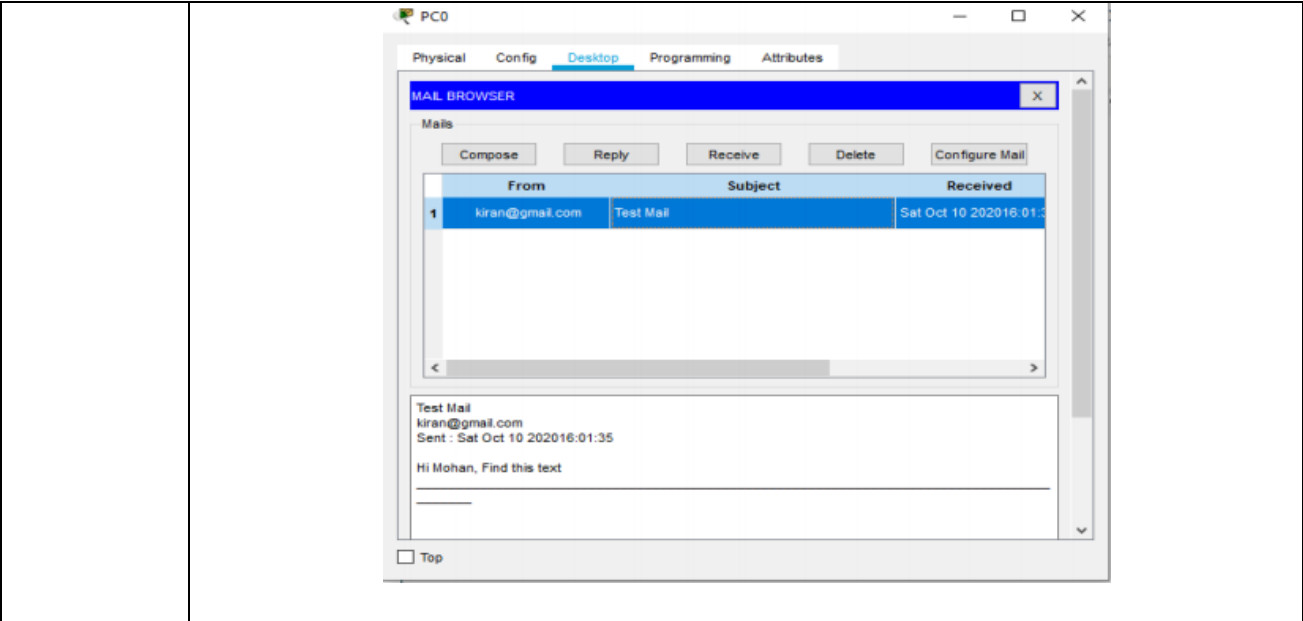 PC0
Physical Config Desktop Programming Attributes
MAIL BROWSER X
Mails
Compose Reply Receive Delete Configure Mail
From Subject Received
1 kiran@gmail.com Test Mail Sat Oct 10 202016:01:3
Test Mail
kiran@gmail.com
Sent : Sat Oct 10 202016:01:35
Hi Mohan, Find this text
Top